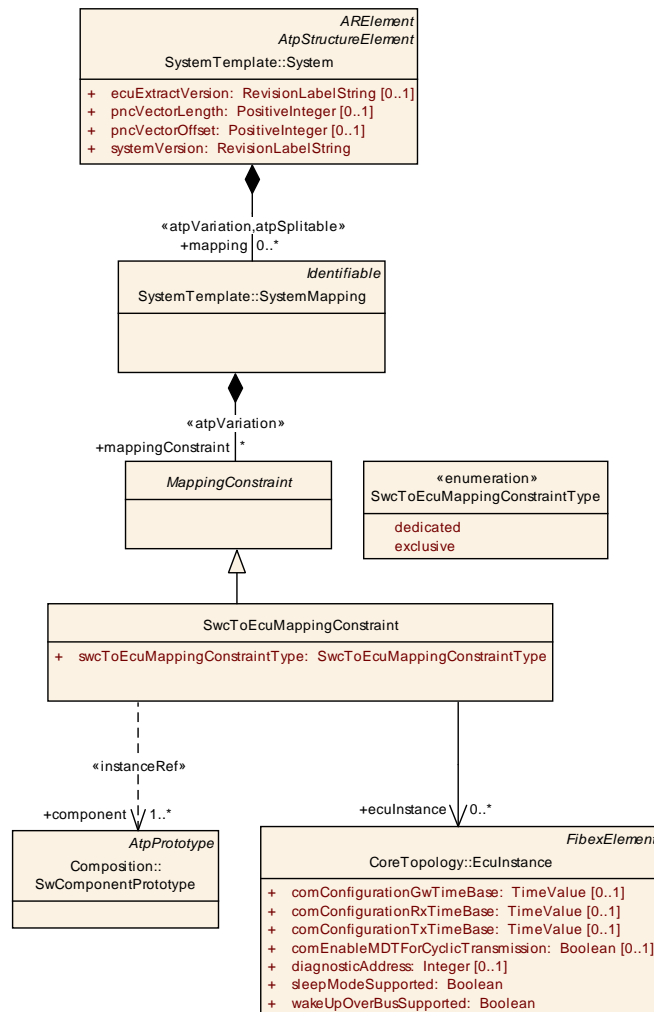 ARElement
AtpStructureElement
SystemTemplate::System
+ ecuExtractVersion: RevisionLabelString [0..1]
+ pncVectorLength: PositiveInteger [0..1]
+ pncVectorOffset: PositiveInteger [0..1]
+ systemVersion: RevisionLabelString
«atpVariation,atpSplitable»
+mapping 0..*
Identifiable
SystemTemplate::SystemMapping
«atpVariation»
+mappingConstraint *
MappingConstraint
«enumeration»
SwcToEcuMappingConstraintType
dedicated
exclusive
SwcToEcuMappingConstraint
+ swcToEcuMappingConstraintType: SwcToEcuMappingConstraintType
«instanceRef»
+component 1..*
+ecuInstance 0..*
AtpPrototype
Composition::
SwComponentPrototype
FibexElement
CoreTopology::EcuInstance
+ comConfigurationGwTimeBase: TimeValue [0..1]
+ comConfigurationRxTimeBase: TimeValue [0..1]
+ comConfigurationTxTimeBase: TimeValue [0..1]
+ comEnableMDTForCyclicTransmission: Boolean [0..1]
+ diagnosticAddress: Integer [0..1]
+ sleepModeSupported: Boolean
+ wakeUpOverBusSupported: Boolean